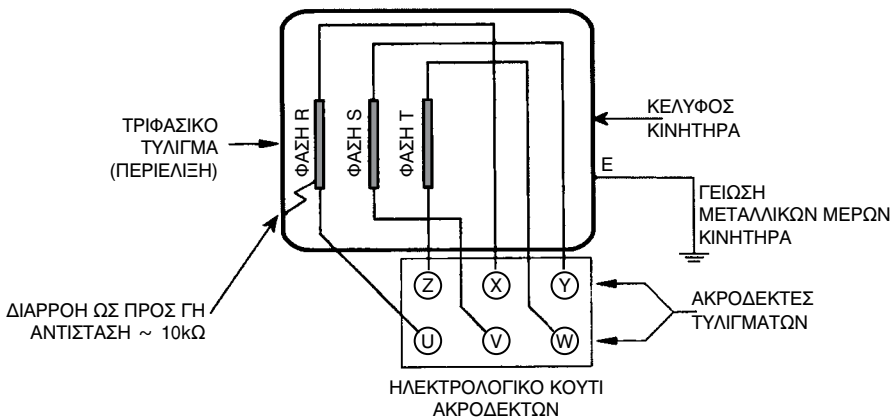 ΤΡΙΦΑΣΙΚΟ
ΤΥΛΙΓΜΑ
(ΠΕΡΙΕΛΙΞΗ)
ΦΑΣΗ R
ΦΑΣΗ S
ΦΑΣΗ T
ΚΕΛΥΦΟΣ
ΚΙΝΗΤΗΡΑ
E
ΓΕΙΩΣΗ
ΜΕΤΑΛΛΙΚΩΝ ΜΕΡΩΝ
ΚΙΝΗΤΗΡΑ
ΔΙΑΡΡΟΗ ΩΣ ΠΡΟΣ ΓΗ
ΑΝΤΙΣΤΑΣΗ ~ 10kΩ
Z X Y
U V W
ΑΚΡΟΔΕΚΤΕΣ
ΤΥΛΙΓΜΑΤΩΝ
ΗΛΕΚΤΡΟΛΟΓΙΚΟ ΚΟΥΤΙ
ΑΚΡΟΔΕΚΤΩΝ